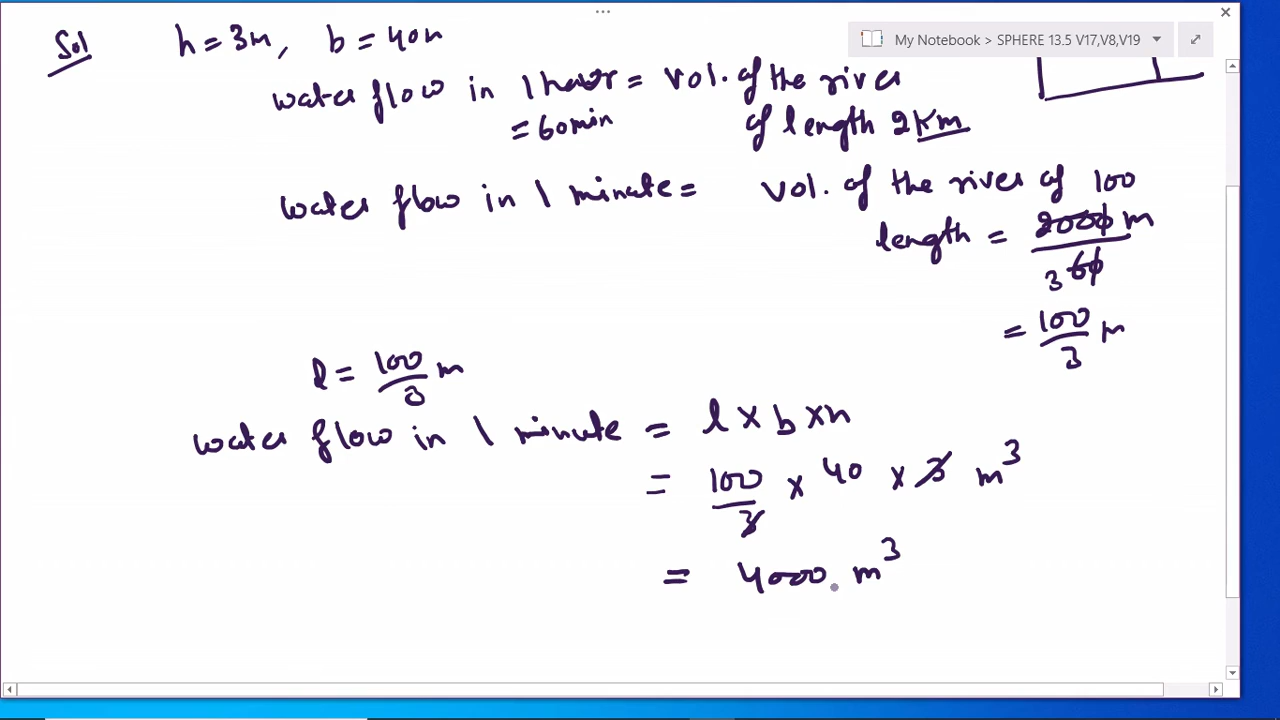 My Notebook > SPHERE 13.5 V17,V8,V19
Sol h = 3m, b = 40m
water flow in 1 hour = vol. of the river
= 60min of length 2Km
water flow in 1 minute = vol. of the river of 100
length = 2000 m
3 60
= 100/3 m
l = 100/3 m
water flow in 1 minute = l x b x h
= 100/3 x 40 x 3 m³
= 4000 m³